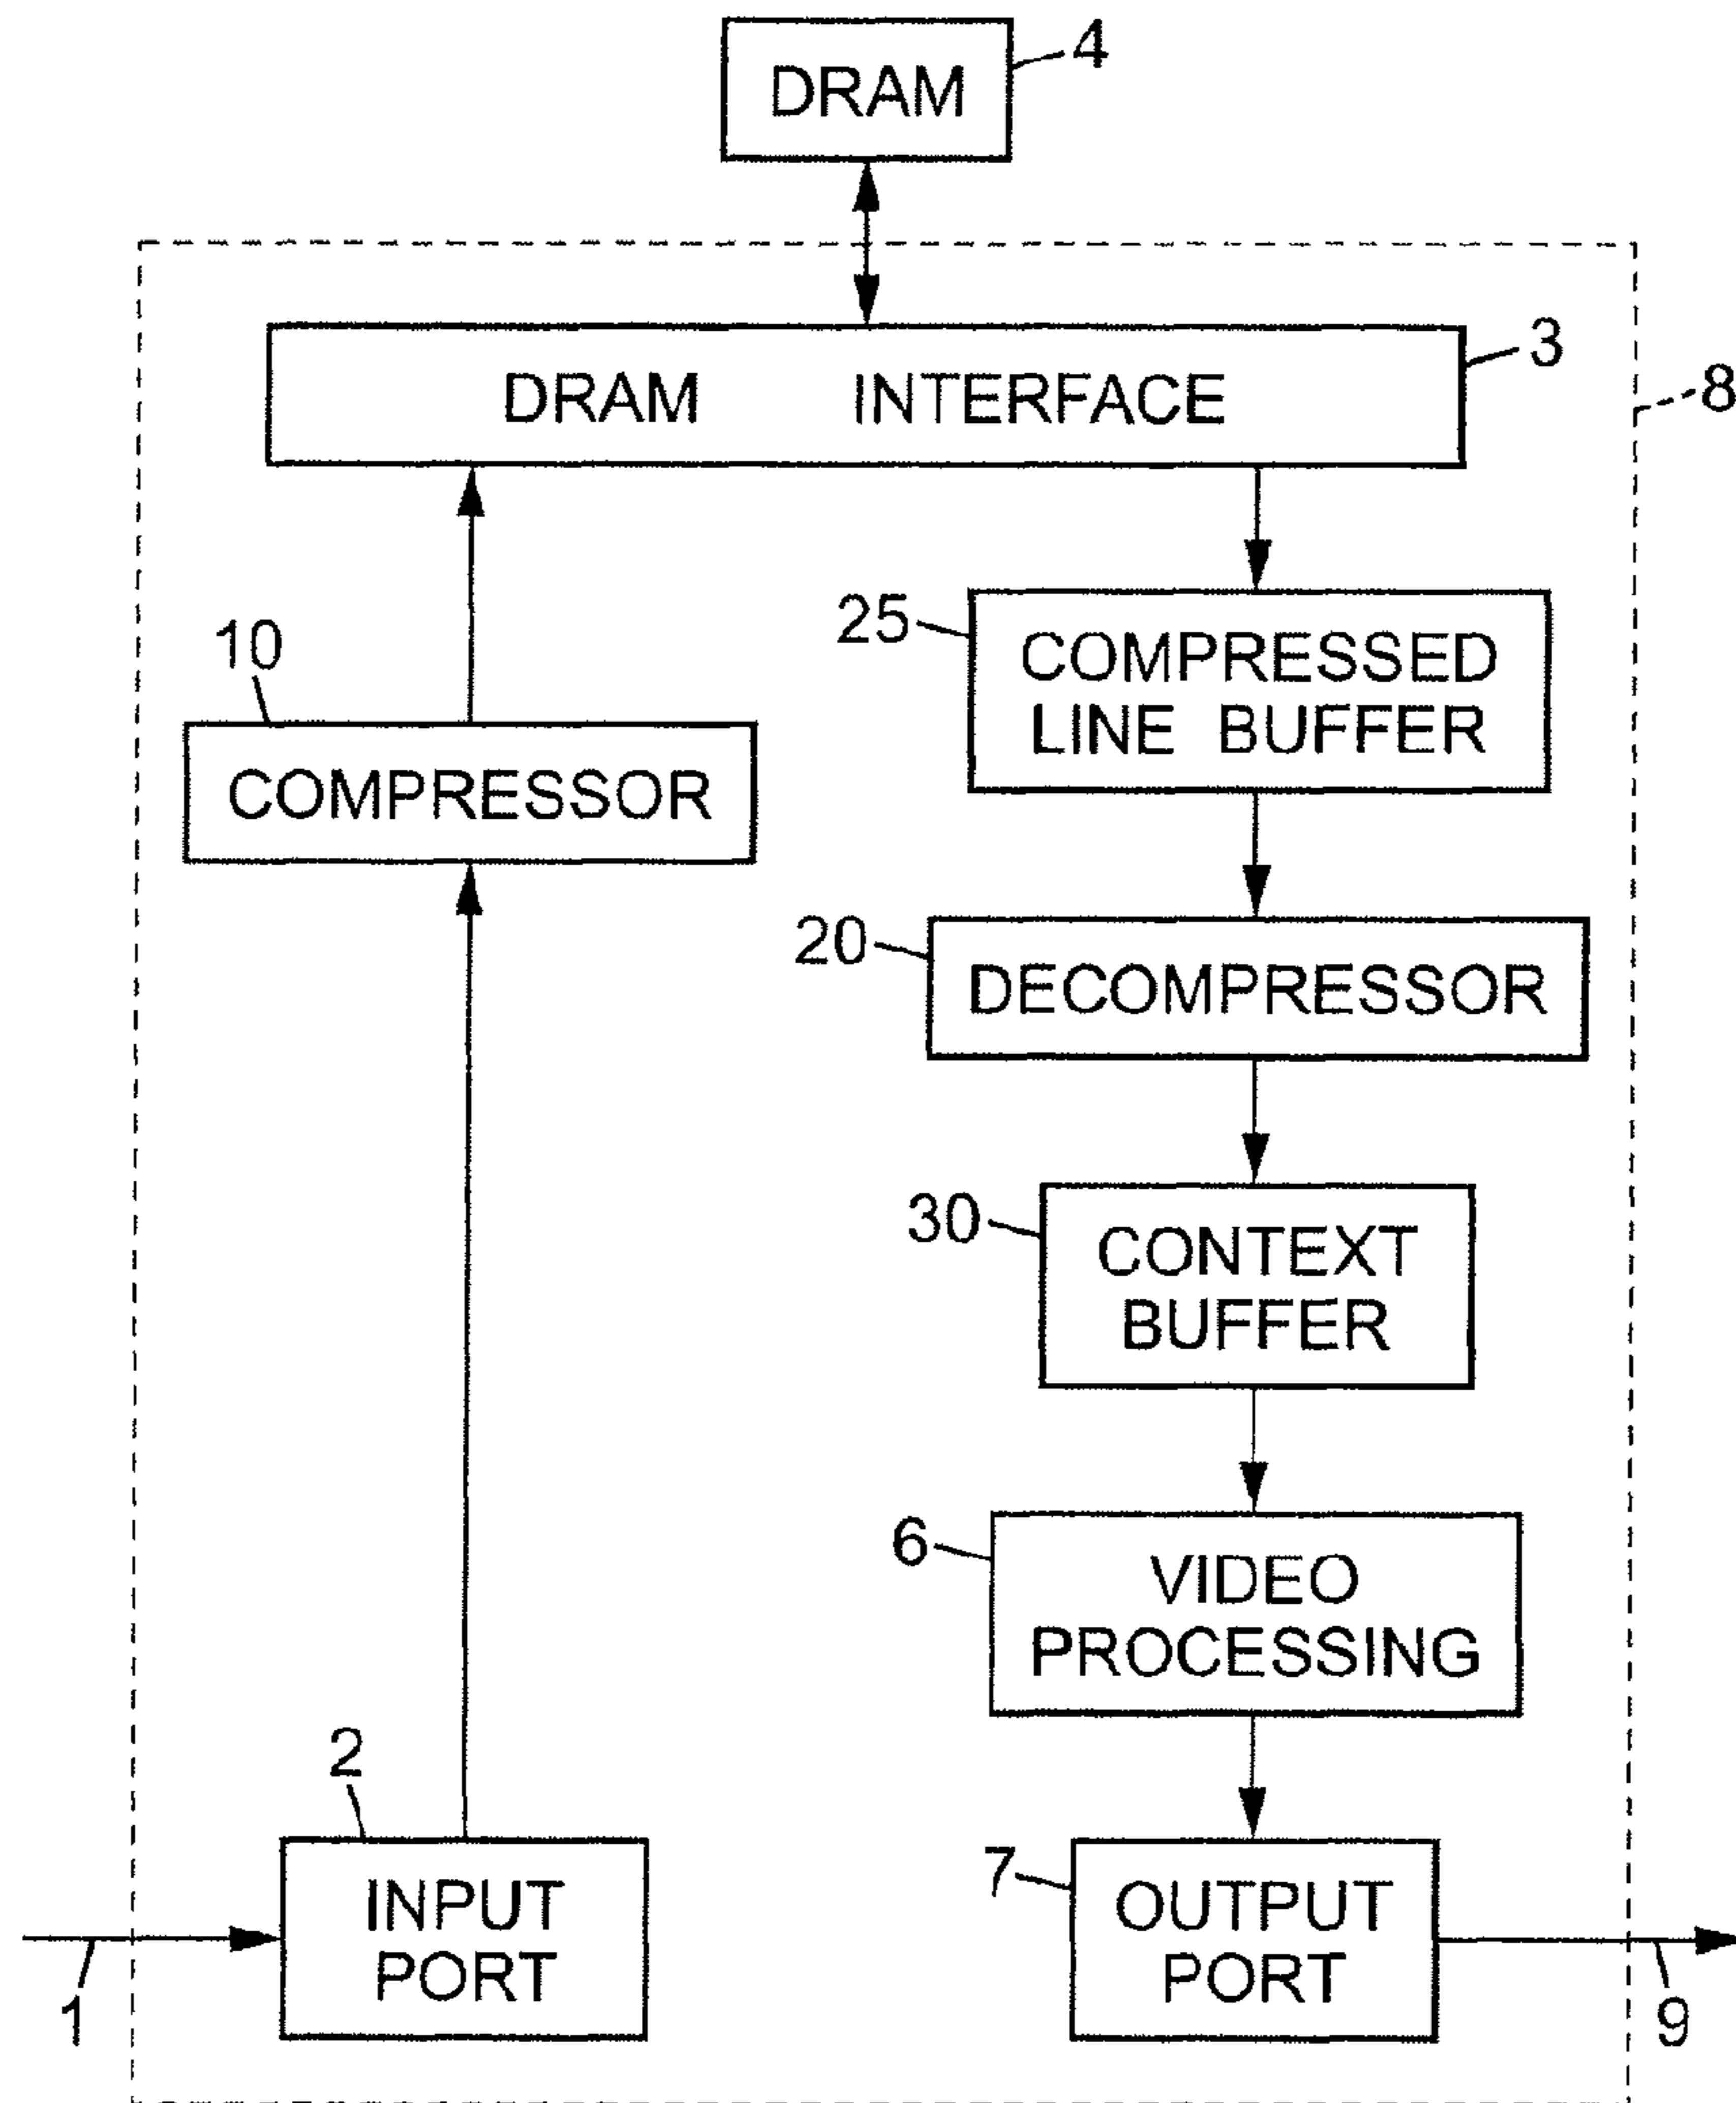 DRAM
4
DRAM INTERFACE
3
8
10
COMPRESSOR
25
COMPRESSED
LINE BUFFER
20
DECOMPRESSOR
30
CONTEXT
BUFFER
6
VIDEO
PROCESSING
2
INPUT
PORT
7
OUTPUT
PORT
1
9